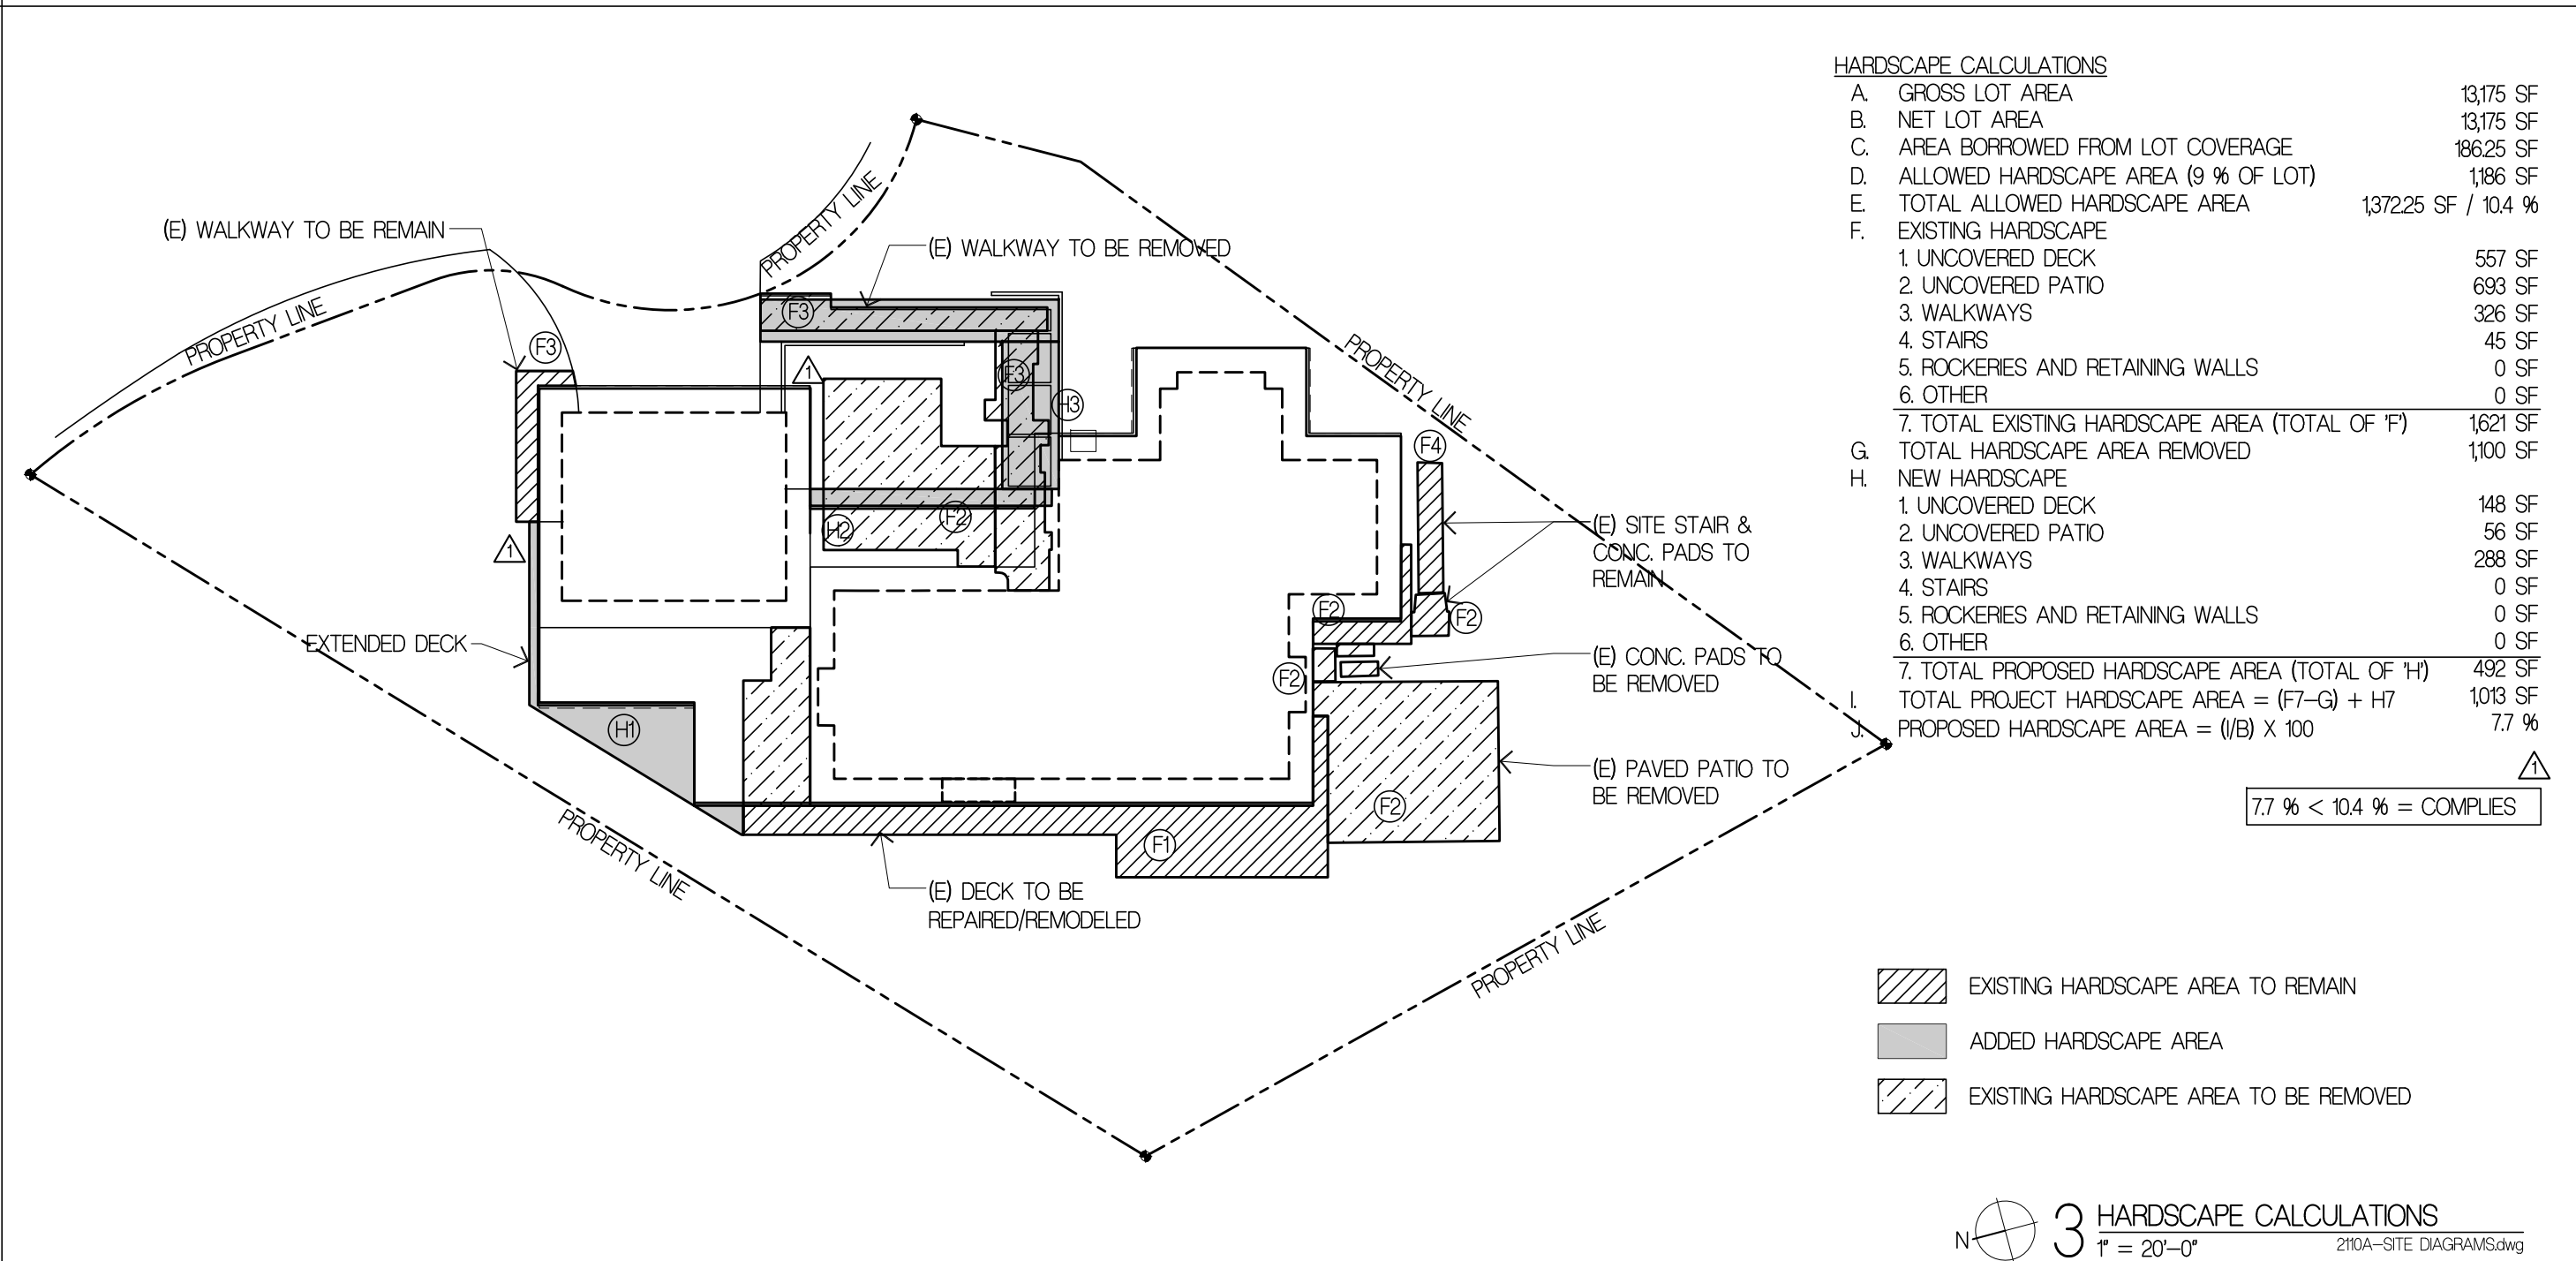 HARDSCAPE CALCULATIONS
A. GROSS LOT AREA 13,175 SF
B. NET LOT AREA 13,175 SF
C. AREA BORROWED FROM LOT COVERAGE 186.25 SF
D. ALLOWED HARDSCAPE AREA (9 % OF LOT) 1,186 SF
E. TOTAL ALLOWED HARDSCAPE AREA 1,372.25 SF / 10.4 %
F. EXISTING HARDSCAPE
1. UNCOVERED DECK 557 SF
2. UNCOVERED PATIO 693 SF
3. WALKWAYS 326 SF
4. STAIRS 45 SF
5. ROCKERIES AND RETAINING WALLS 0 SF
6. OTHER 0 SF
7. TOTAL EXISTING HARDSCAPE AREA (TOTAL OF 'F') 1,621 SF
G. TOTAL HARDSCAPE AREA REMOVED 1,100 SF
H. NEW HARDSCAPE
1. UNCOVERED DECK 148 SF
2. UNCOVERED PATIO 56 SF
3. WALKWAYS 288 SF
4. STAIRS 0 SF
5. ROCKERIES AND RETAINING WALLS 0 SF
6. OTHER 0 SF
7. TOTAL PROPOSED HARDSCAPE AREA (TOTAL OF 'H') 492 SF
I. TOTAL PROJECT HARDSCAPE AREA = (F7-G) + H7 1,013 SF
J. PROPOSED HARDSCAPE AREA = (I/B) X 100 7.7 %
1
7.7 % < 10.4 % = COMPLIES
(E) WALKWAY TO BE REMAIN
PROPERTY LINE
PROPERTY LINE
(E) WALKWAY TO BE REMOVED
PROPERTY LINE
F3
F3
F3
H3
1
F4
H2
F2
1
(E) SITE STAIR &
CONC. PADS TO
REMAIN
F2
F2
EXTENDED DECK
(E) CONC. PADS TO
BE REMOVED
F2
H1
(E) PAVED PATIO TO
BE REMOVED
F2
F1
PROPERTY LINE
(E) DECK TO BE
REPAIRED/REMODELED
PROPERTY LINE
EXISTING HARDSCAPE AREA TO REMAIN
ADDED HARDSCAPE AREA
EXISTING HARDSCAPE AREA TO BE REMOVED
N
3 HARDSCAPE CALCULATIONS
1" = 20'-0" 2110A-SITE DIAGRAMS.dwg